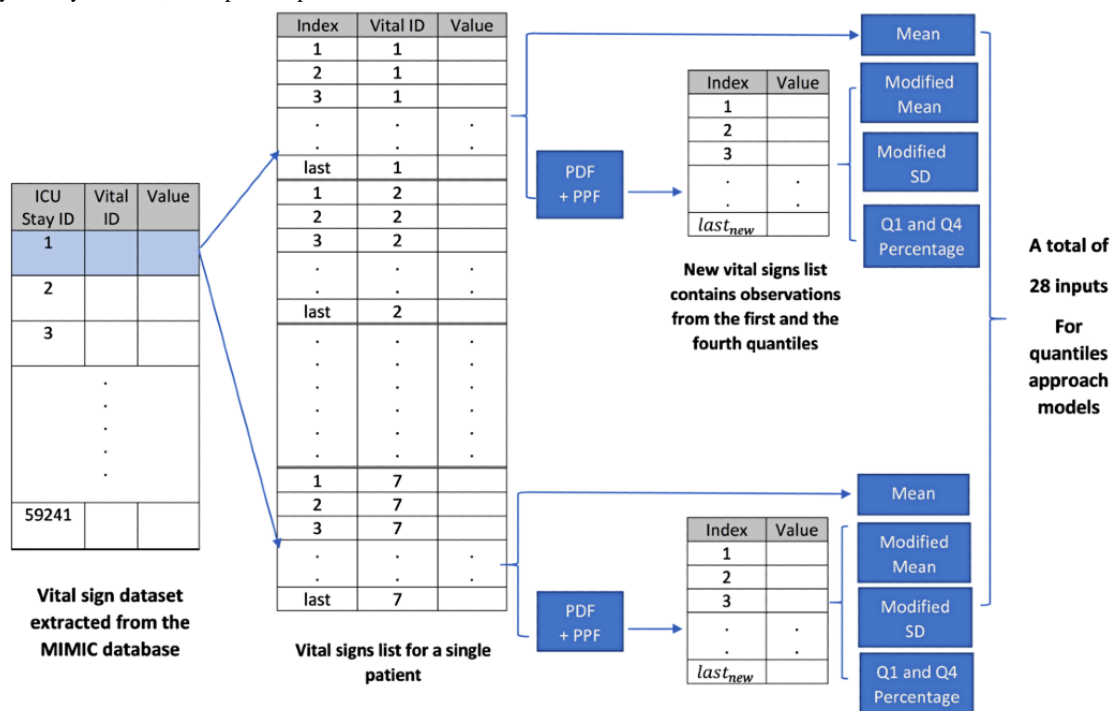 Index Vital ID Value
1 1
2 1
3 1
. . .
. . .
last 1
1 2
2 2
3 2
. . .
. . .
last 2
. . .
. . .
. . .
. . .
. . .
. . .
1 7
2 7
3 7
. . .
. . .
last 7
Vital signs list for a single
patient
ICU
Stay ID
Vital
ID
Value
1
2
3
.
.
.
.
.
59241
Vital sign dataset
extracted from the
MIMIC database
PDF
+ PPF
Index Value
1
2
3
. .
. .
last_new
New vital signs list
contains observations
from the first and the
fourth quantiles
Mean
Modified
Mean
Modified
SD
Q1 and Q4
Percentage
PDF
+ PPF
Index Value
1
2
3
. .
. .
last_new
Mean
Modified
Mean
Modified
SD
Q1 and Q4
Percentage
A total of
28 inputs
For
quantiles
approach
models